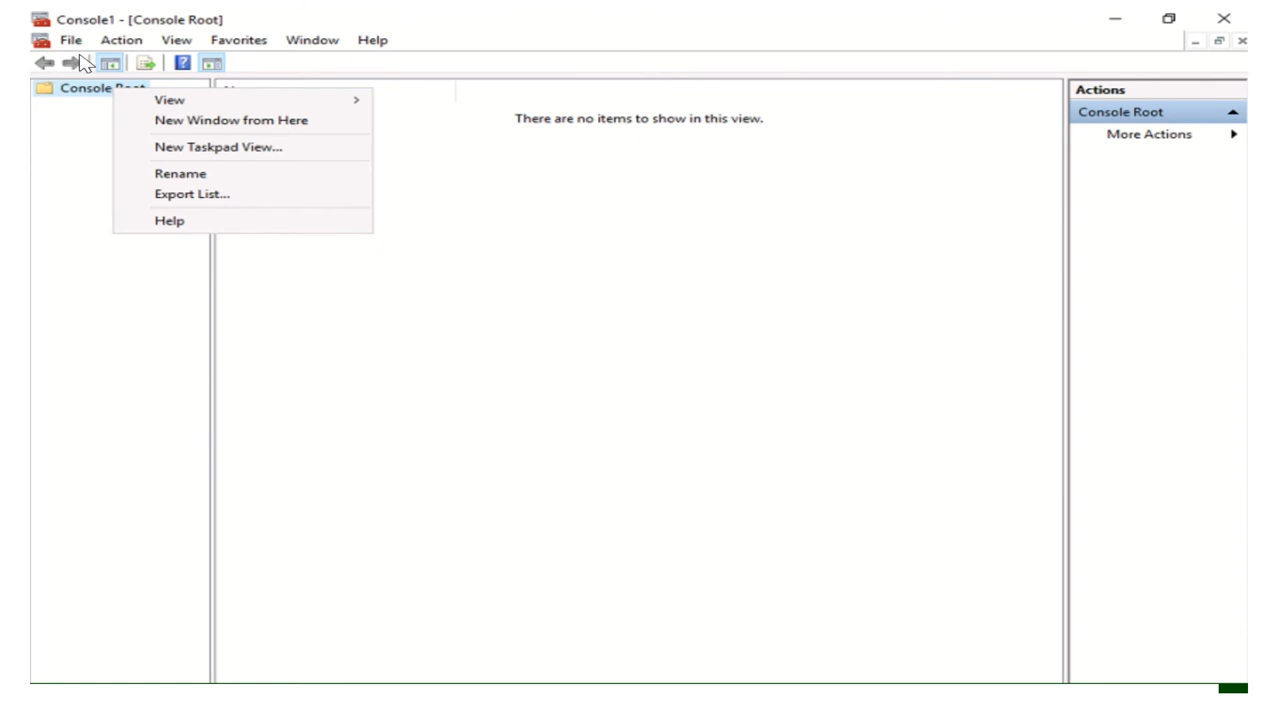 Console1 - [Console Root]
File Action View Favorites Window Help
Console Root
View
New Window from Here
New Taskpad View...
Rename
Export List...
Help
There are no items to show in this view.
Actions
Console Root
More Actions